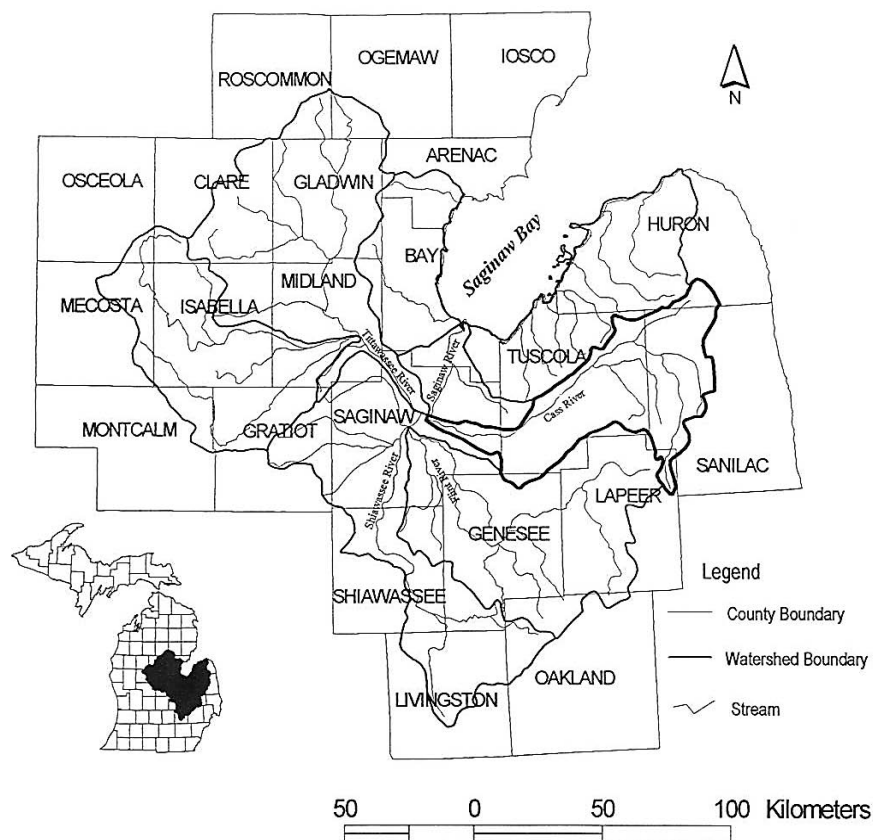 OGEMAW
IOSCO
ROSCOMMON
N
ARENAC
OSCEOLA
CLARE
GLADWIN
HURON
Saginaw Bay
BAY
MIDLAND
MECOSTA
ISABELLA
Tittawassee River
Saginaw River
TUSCOLA
Cass River
SAGINAW
MONTCALM
GRATIOT
SANILAC
Shiawassee River
Flint River
LAPEER
GENESEE
SHIAWASSEE
OAKLAND
LIVINGSTON
Legend
County Boundary
Watershed Boundary
Stream
50 0 50 100 Kilometers